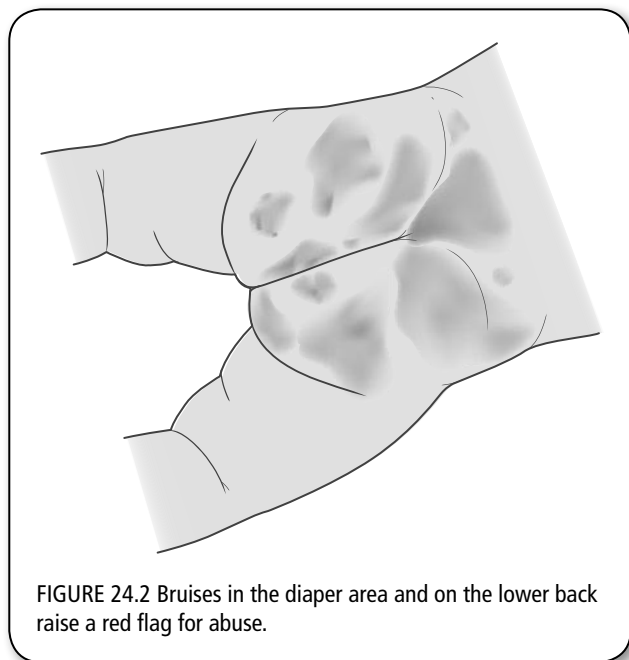 FIGURE 24.2 Bruises in the diaper area and on the lower back
raise a red flag for abuse.